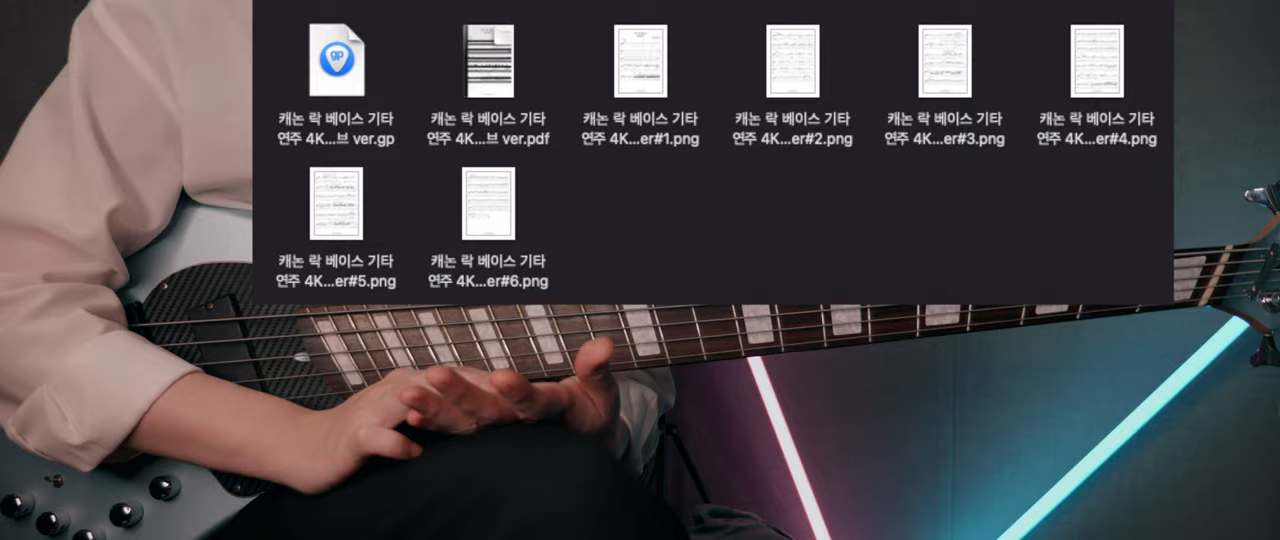 gp
캐논 락 베이스 기타
연주 4K...브 ver.gp
캐논 락 베이스 기타
연주 4K...브 ver.pdf
캐논 락 베이스 기타
연주 4K...er#1.png
캐논 락 베이스 기타
연주 4K...er#2.png
캐논 락 베이스 기타
연주 4K...er#3.png
캐논 락 베이스 기타
연주 4K...er#4.png
캐논 락 베이스 기타
연주 4K...er#5.png
캐논 락 베이스 기타
연주 4K...er#6.png